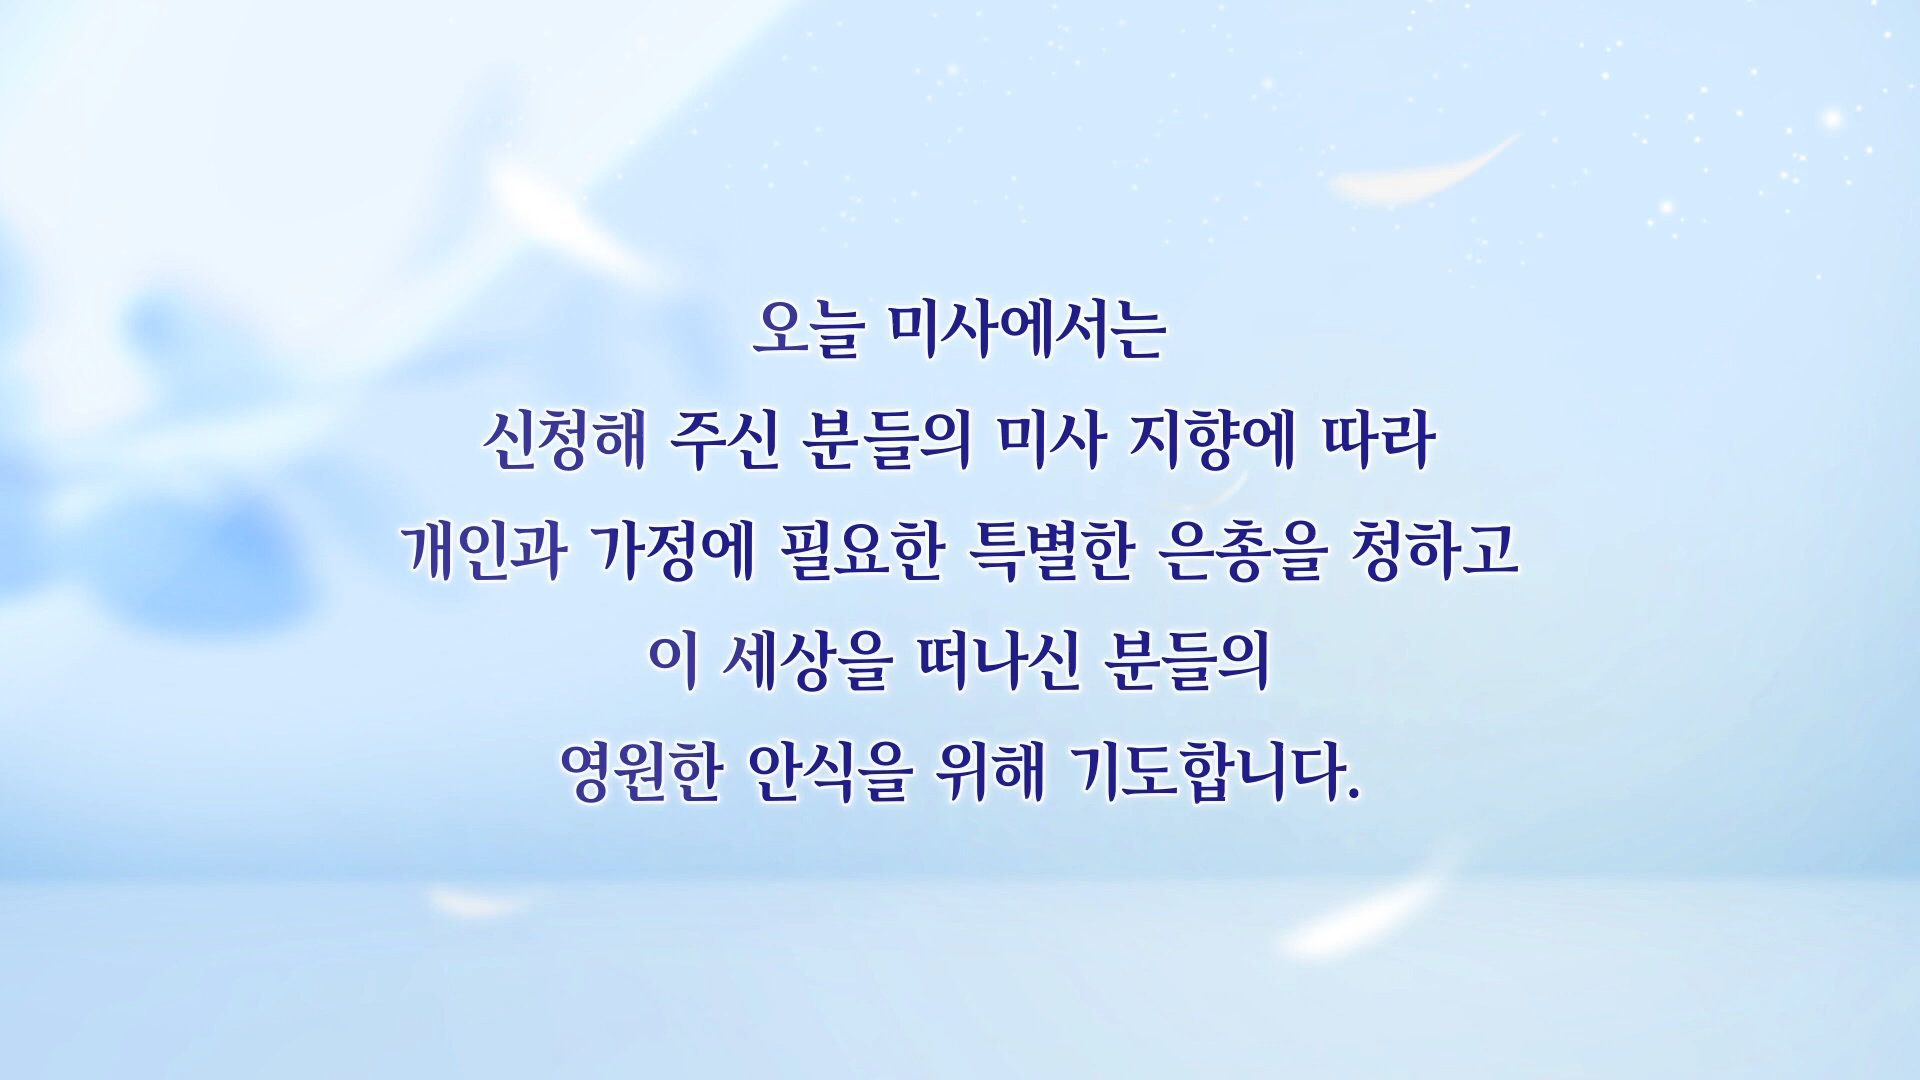 오늘 미사에서는
신청해 주신 분들의 미사 지향에 따라
개인과 가정에 필요한 특별한 은총을 청하고
이 세상을 떠나신 분들의
영원한 안식을 위해 기도합니다.